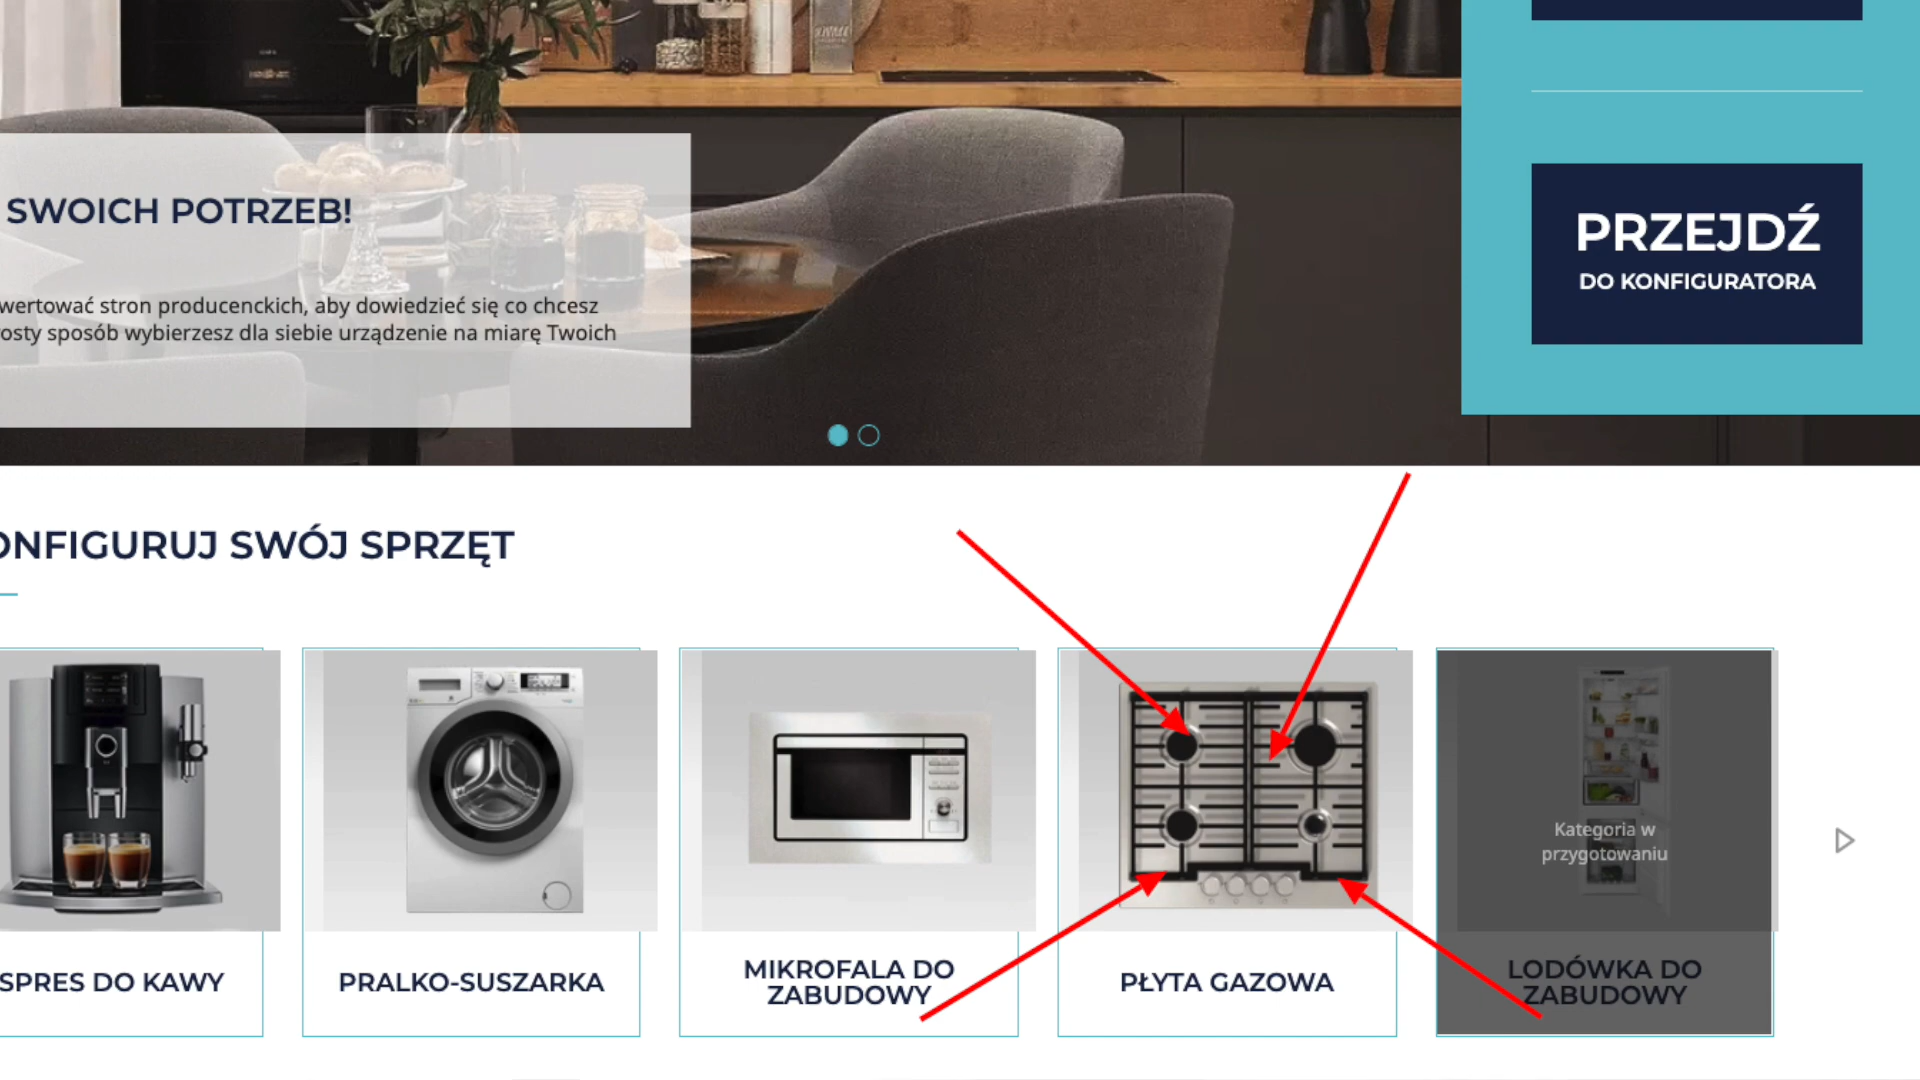 SWOICH POTRZEB!
wertować stron producenckich, aby dowiedzieć się co chcesz
osty sposób wybierzesz dla siebie urządzenie na miarę Twoich
PRZEJDŹ
DO KONFIGURATORA
ONFIGURUJ SWÓJ SPRZĘT
SPRES DO KAWY
PRALKO-SUSZARKA
MIKROFALA DO
ZABUDOWY
PŁYTA GAZOWA
Kategoria w
przygotowaniu
LODÓWKA DO
ZABUDOWY